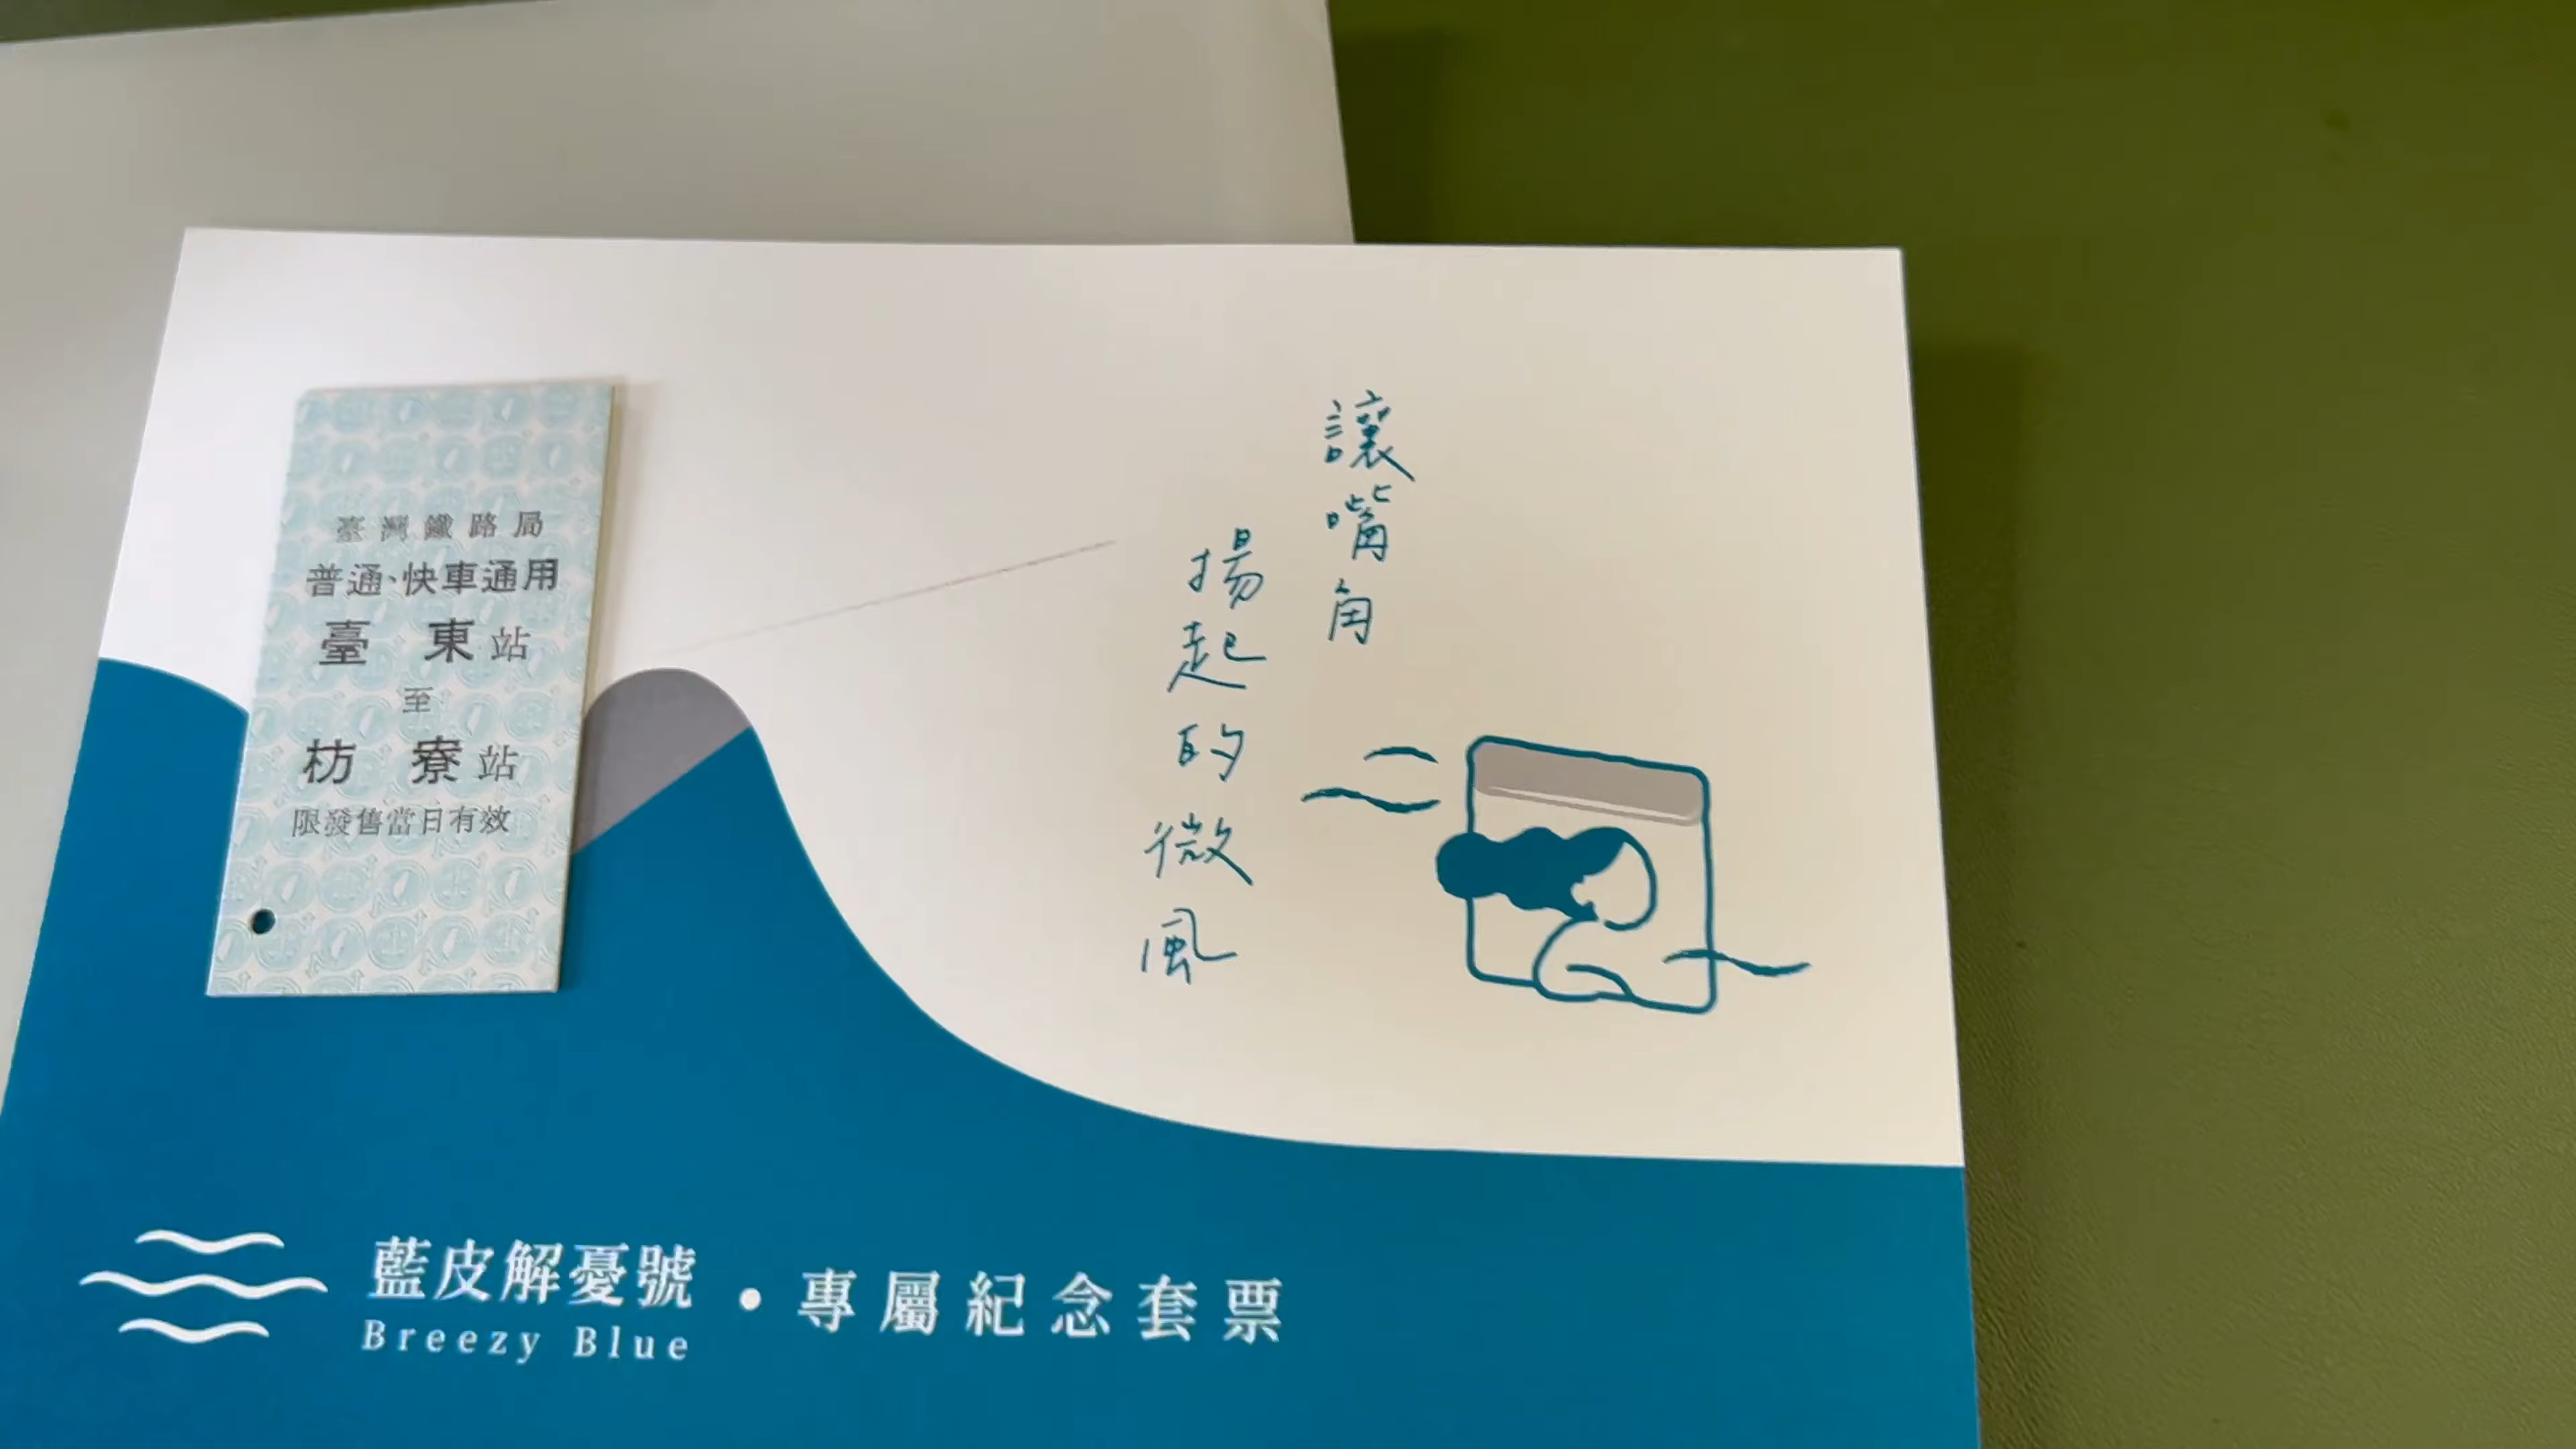 臺灣鐵路局
普通、快車通用
臺東站
至
枋寮站
限發售當日有效
讓嘴角
揚起的微風
藍皮解憂號
Breezy Blue
•專屬紀念套票